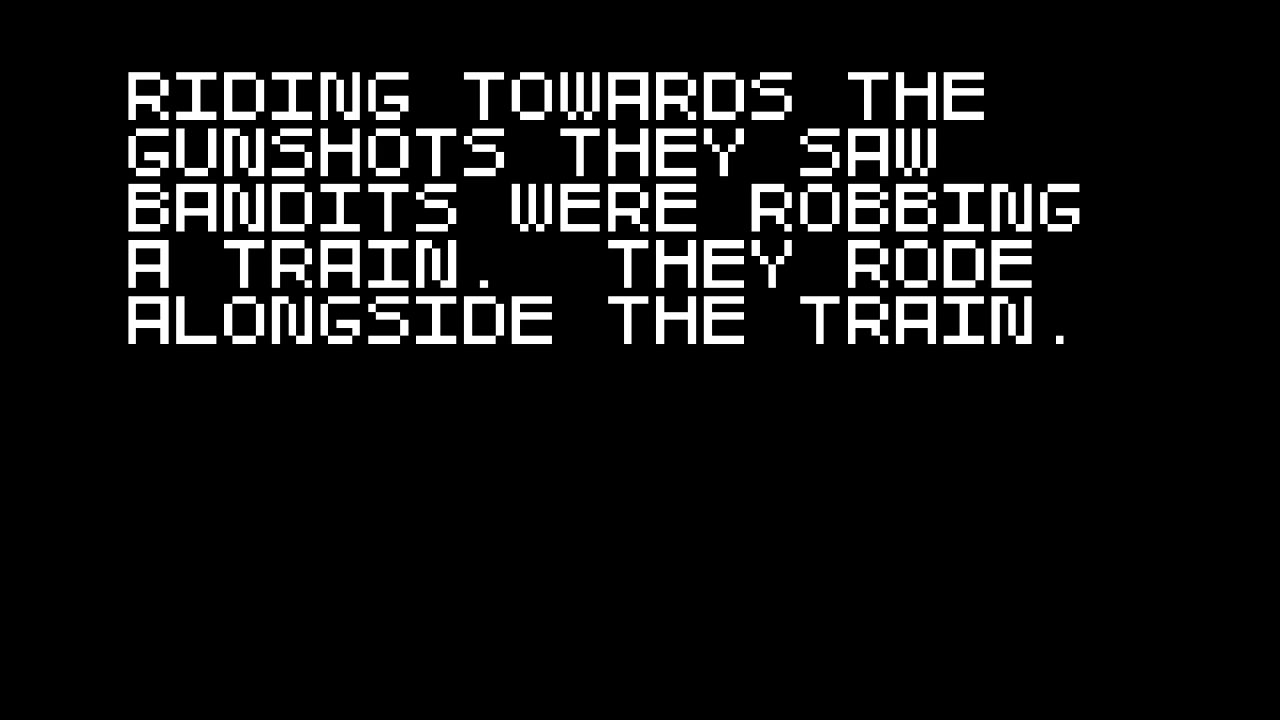 RIDING TOWARDS THE
GUNSHOTS THEY SAW
BANDITS WERE ROBBING
A TRAIN.  THEY RODE
ALONGSIDE THE TRAIN.